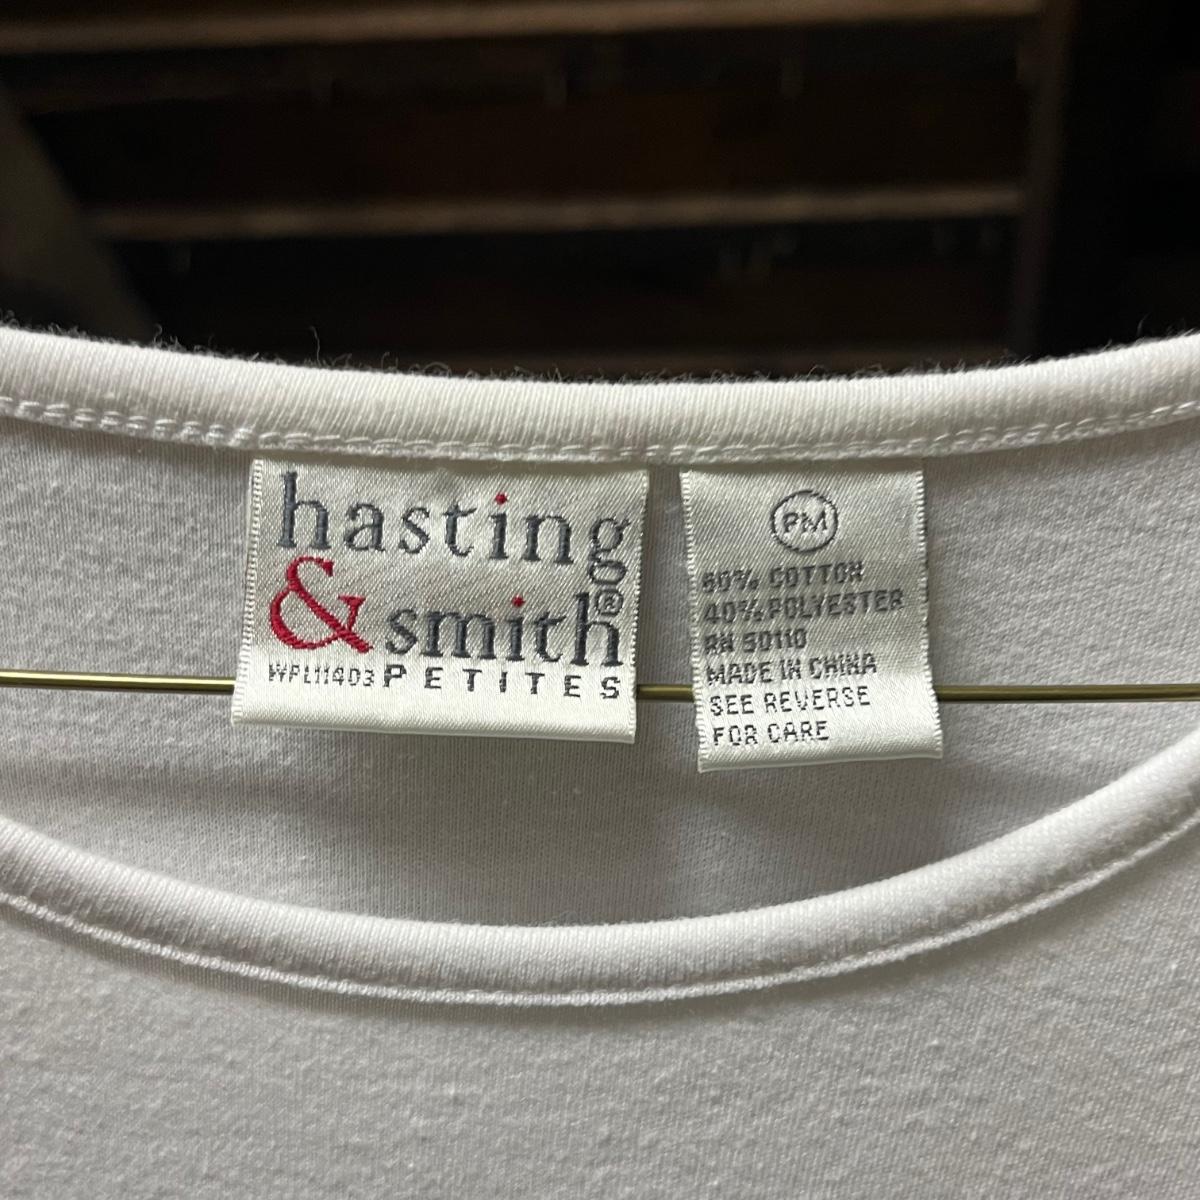 hasting
& smith®
WPL11403 PETITES
PM
60% COTTON
40% POLYESTER
RN 50110
MADE IN CHINA
SEE REVERSE
FOR CARE